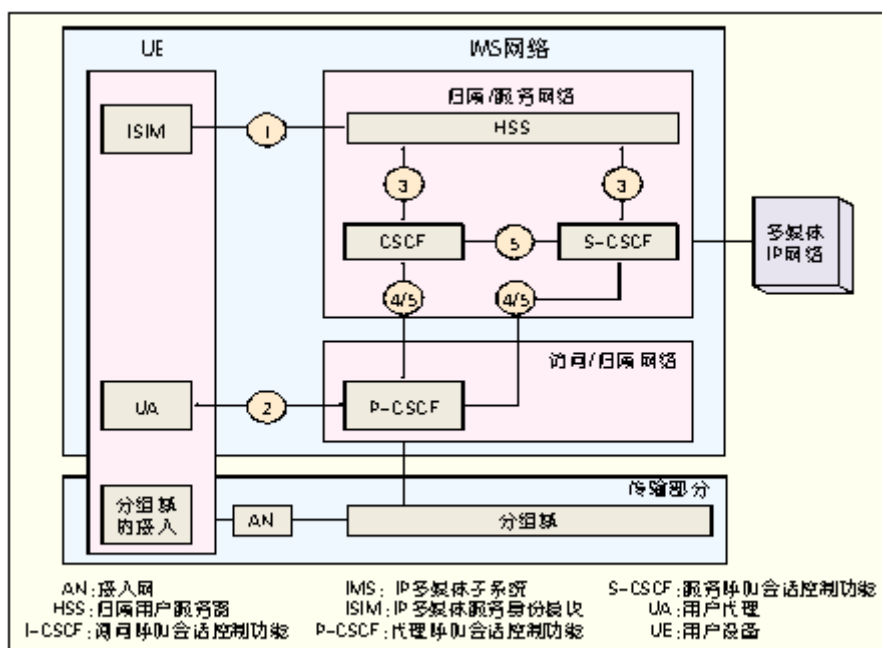 UE
IMS网络
归属/服务网络
ISIM
1
HSS
3
3
CSCF
5
S-CSCF
多媒体
IP网络
4/5
4/5
访问/归属网络
UA
2
P-CSCF
传输部分
分组域
的接入
AN
分组域
AN:接入网
IMS: IP多媒体子系统
S-CSCF:服务呼叫会话控制功能
HSS:归属用户服务器
ISIM:IP多媒体服务身份模块
UA:用户代理
I-CSCF:询问呼叫会话控制功能
P-CSCF:代理呼叫会话控制功能
UE:用户设备